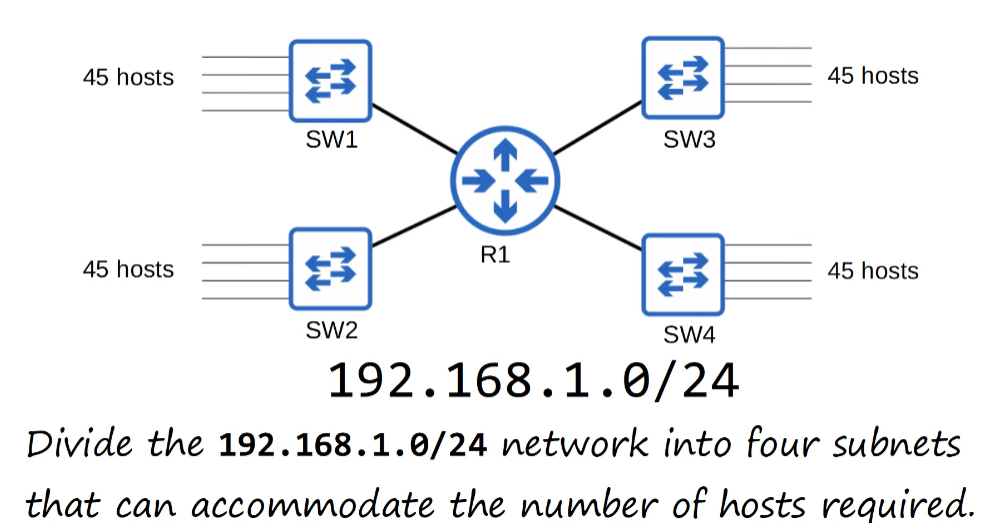 45 hosts
45 hosts
SW1
SW3
R1
45 hosts
45 hosts
SW2
SW4
192.168.1.0/24
Divide the 192.168.1.0/24 network into four subnets
that can accommodate the number of hosts required.